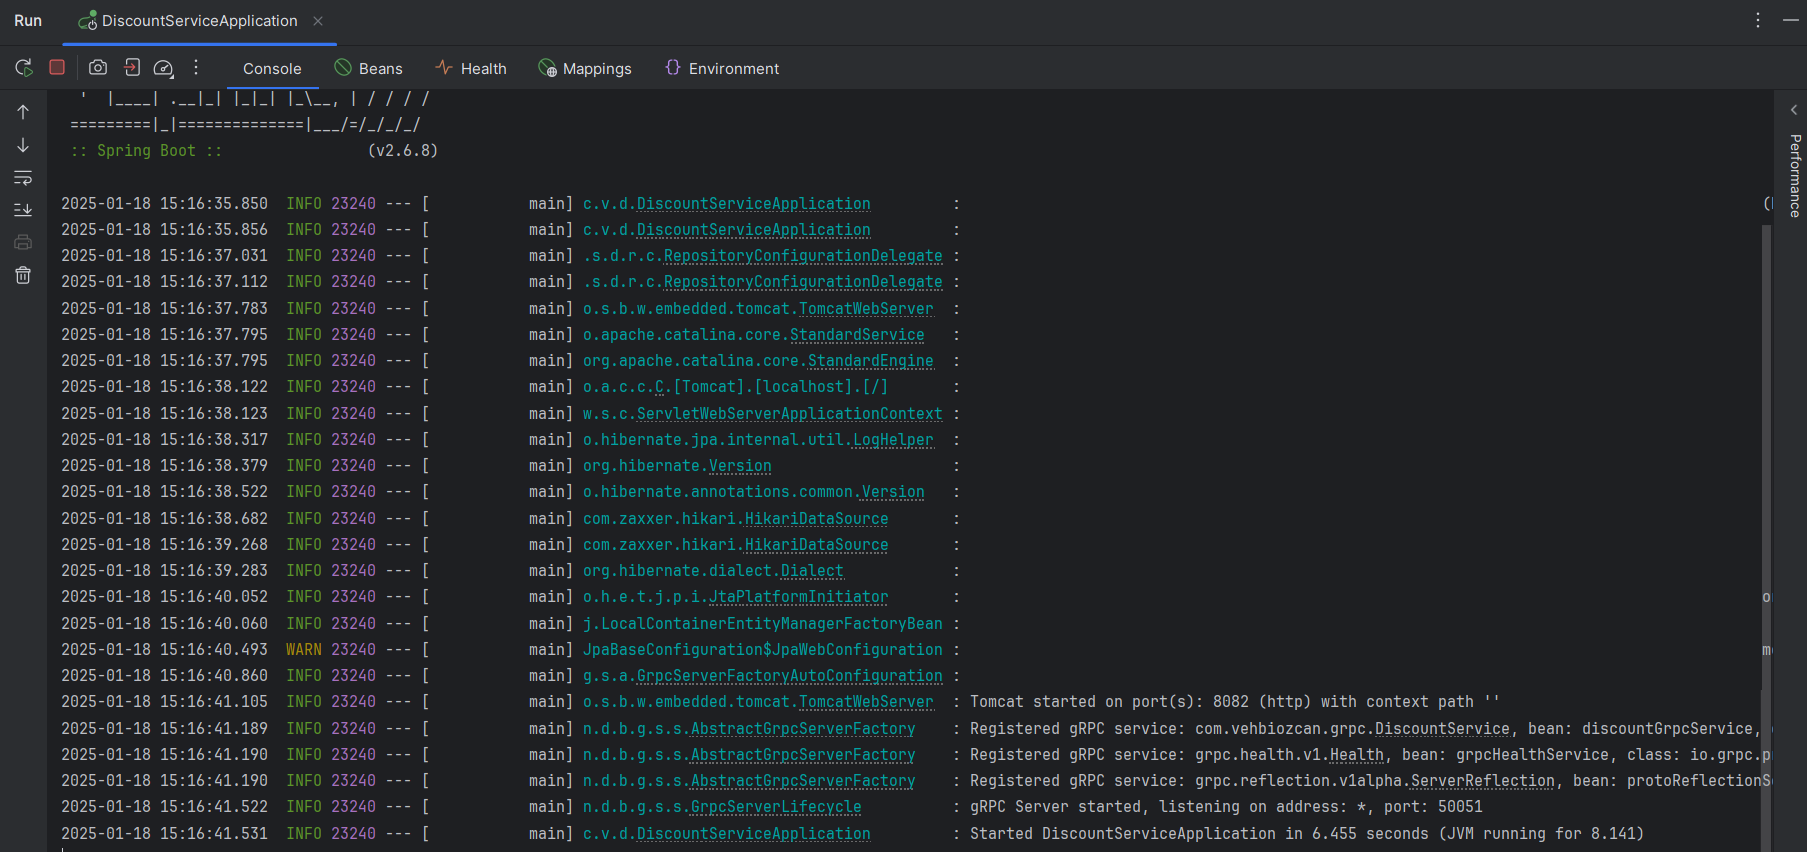 Run DiscountServiceApplication
Console Beans Health Mappings Environment
' |____| .__|_| |_|_| |_\__, | / / / /
=========|_|==============|___/=/_/_/_/
:: Spring Boot :: (v2.6.8)
2025-01-18 15:16:35.850 INFO 23240 --- [ main] c.v.d.DiscountServiceApplication : (
2025-01-18 15:16:35.856 INFO 23240 --- [ main] c.v.d.DiscountServiceApplication :
2025-01-18 15:16:37.031 INFO 23240 --- [ main] .s.d.r.c.RepositoryConfigurationDelegate :
2025-01-18 15:16:37.112 INFO 23240 --- [ main] .s.d.r.c.RepositoryConfigurationDelegate :
2025-01-18 15:16:37.783 INFO 23240 --- [ main] o.s.b.w.embedded.tomcat.TomcatWebServer :
2025-01-18 15:16:37.795 INFO 23240 --- [ main] o.apache.catalina.core.StandardService :
2025-01-18 15:16:37.795 INFO 23240 --- [ main] org.apache.catalina.core.StandardEngine :
2025-01-18 15:16:38.122 INFO 23240 --- [ main] o.a.c.c.C.[Tomcat].[localhost].[/] :
2025-01-18 15:16:38.123 INFO 23240 --- [ main] w.s.c.ServletWebServerApplicationContext :
2025-01-18 15:16:38.317 INFO 23240 --- [ main] o.hibernate.jpa.internal.util.LogHelper :
2025-01-18 15:16:38.379 INFO 23240 --- [ main] org.hibernate.Version :
2025-01-18 15:16:38.522 INFO 23240 --- [ main] o.hibernate.annotations.common.Version :
2025-01-18 15:16:38.682 INFO 23240 --- [ main] com.zaxxer.hikari.HikariDataSource :
2025-01-18 15:16:39.268 INFO 23240 --- [ main] com.zaxxer.hikari.HikariDataSource :
2025-01-18 15:16:39.283 INFO 23240 --- [ main] org.hibernate.dialect.Dialect :
2025-01-18 15:16:40.052 INFO 23240 --- [ main] o.h.e.t.j.p.i.JtaPlatformInitiator :
2025-01-18 15:16:40.060 INFO 23240 --- [ main] j.LocalContainerEntityManagerFactoryBean :
2025-01-18 15:16:40.493 WARN 23240 --- [ main] JpaBaseConfiguration$JpaWebConfiguration :
2025-01-18 15:16:40.860 INFO 23240 --- [ main] g.s.a.GrpcServerFactoryAutoConfiguration :
2025-01-18 15:16:41.105 INFO 23240 --- [ main] o.s.b.w.embedded.tomcat.TomcatWebServer : Tomcat started on port(s): 8082 (http) with context path ''
2025-01-18 15:16:41.189 INFO 23240 --- [ main] n.d.b.g.s.s.AbstractGrpcServerFactory : Registered gRPC service: com.vehbiozcan.grpc.DiscountService, bean: discountGrpcService,
2025-01-18 15:16:41.190 INFO 23240 --- [ main] n.d.b.g.s.s.AbstractGrpcServerFactory : Registered gRPC service: grpc.health.v1.Health, bean: grpcHealthService, class: io.grpc.p
2025-01-18 15:16:41.190 INFO 23240 --- [ main] n.d.b.g.s.s.AbstractGrpcServerFactory : Registered gRPC service: grpc.reflection.v1alpha.ServerReflection, bean: protoReflectionS
2025-01-18 15:16:41.522 INFO 23240 --- [ main] n.d.b.g.s.s.GrpcServerLifecycle : gRPC Server started, listening on address: *, port: 50051
2025-01-18 15:16:41.531 INFO 23240 --- [ main] c.v.d.DiscountServiceApplication : Started DiscountServiceApplication in 6.455 seconds (JVM running for 8.141)
Performance